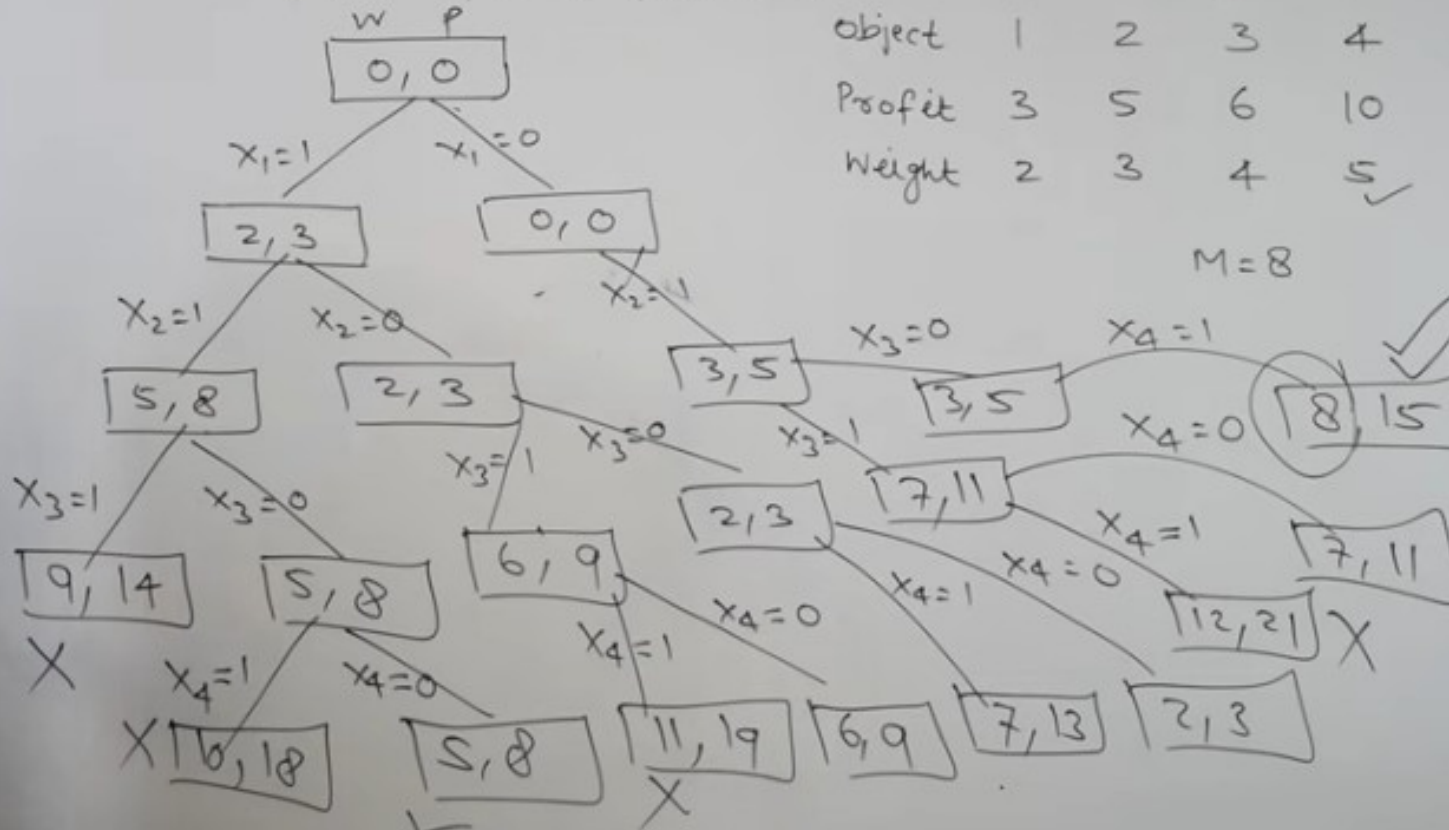 W P
0, 0
Object 1 2 3 4
Profit 3 5 6 10
Weight 2 3 4 5 ✓
M = 8
x₁=1 x₁=0
2, 3 0, 0
x₂=1 x₂=0 x₂=1
5, 8 2, 3 3, 5
x₃=0 x₄=1
3, 5 8, 15
x₃=1 x₃=0 x₃=1 x₃=0 x₃=1 x₄=0
9, 14 5, 8 6, 9 2, 3 7, 11 7, 11
X
x₄=1 x₄=0 x₄=1 x₄=0 x₄=1 x₄=0 x₄=1
12, 21 X
X 10, 18 5, 8 11, 19 6, 9 7, 13 2, 3
X